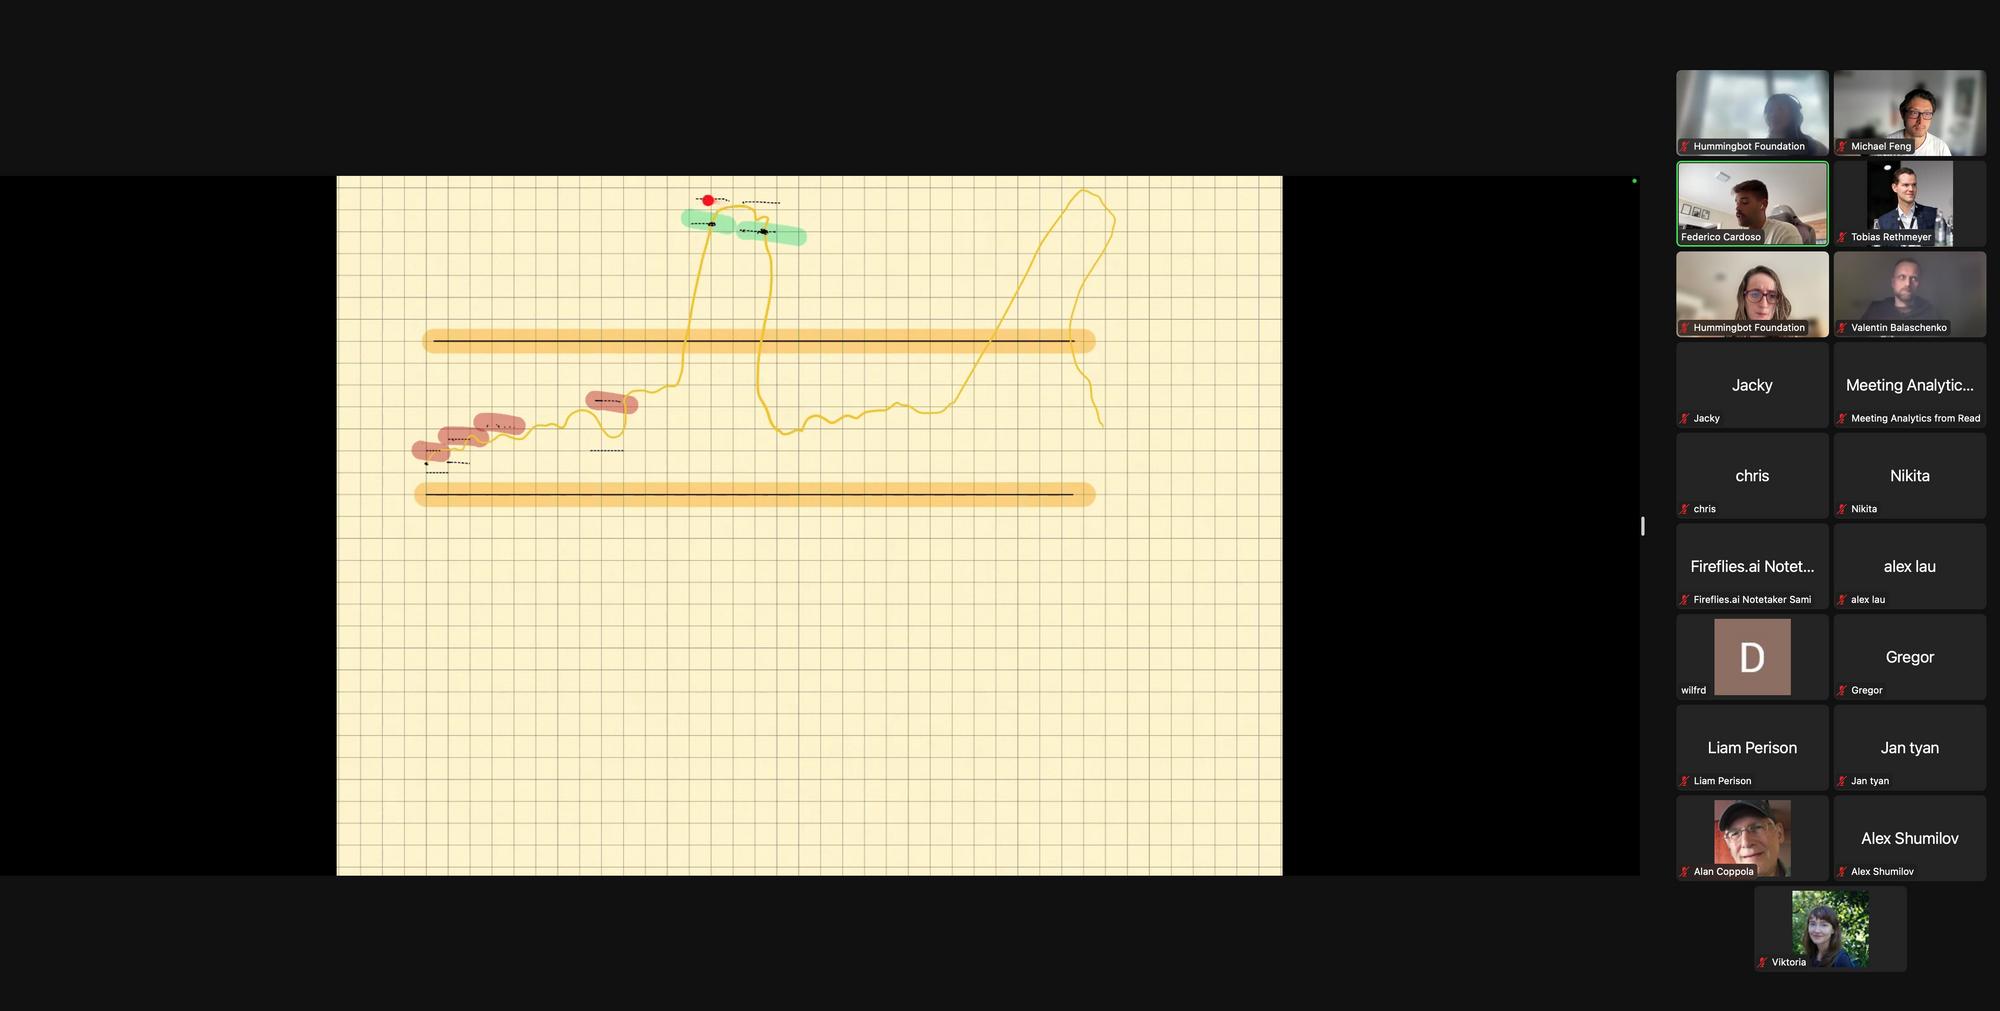 Hummingbot Foundation
Michael Feng
Federico Cardoso
Tobias Rethmeyer
Hummingbot Foundation
Valentin Balaschenko
Jacky
Jacky
Meeting Analytic...
Meeting Analytics from Read
chris
chris
Nikita
Nikita
Fireflies.ai Notet...
Fireflies.ai Notetaker Sami
alex lau
alex lau
D
wilfrd
Gregor
Gregor
Liam Perison
Liam Perison
Jan tyan
Jan tyan
Alan Coppola
Alex Shumilov
Alex Shumilov
Viktoria